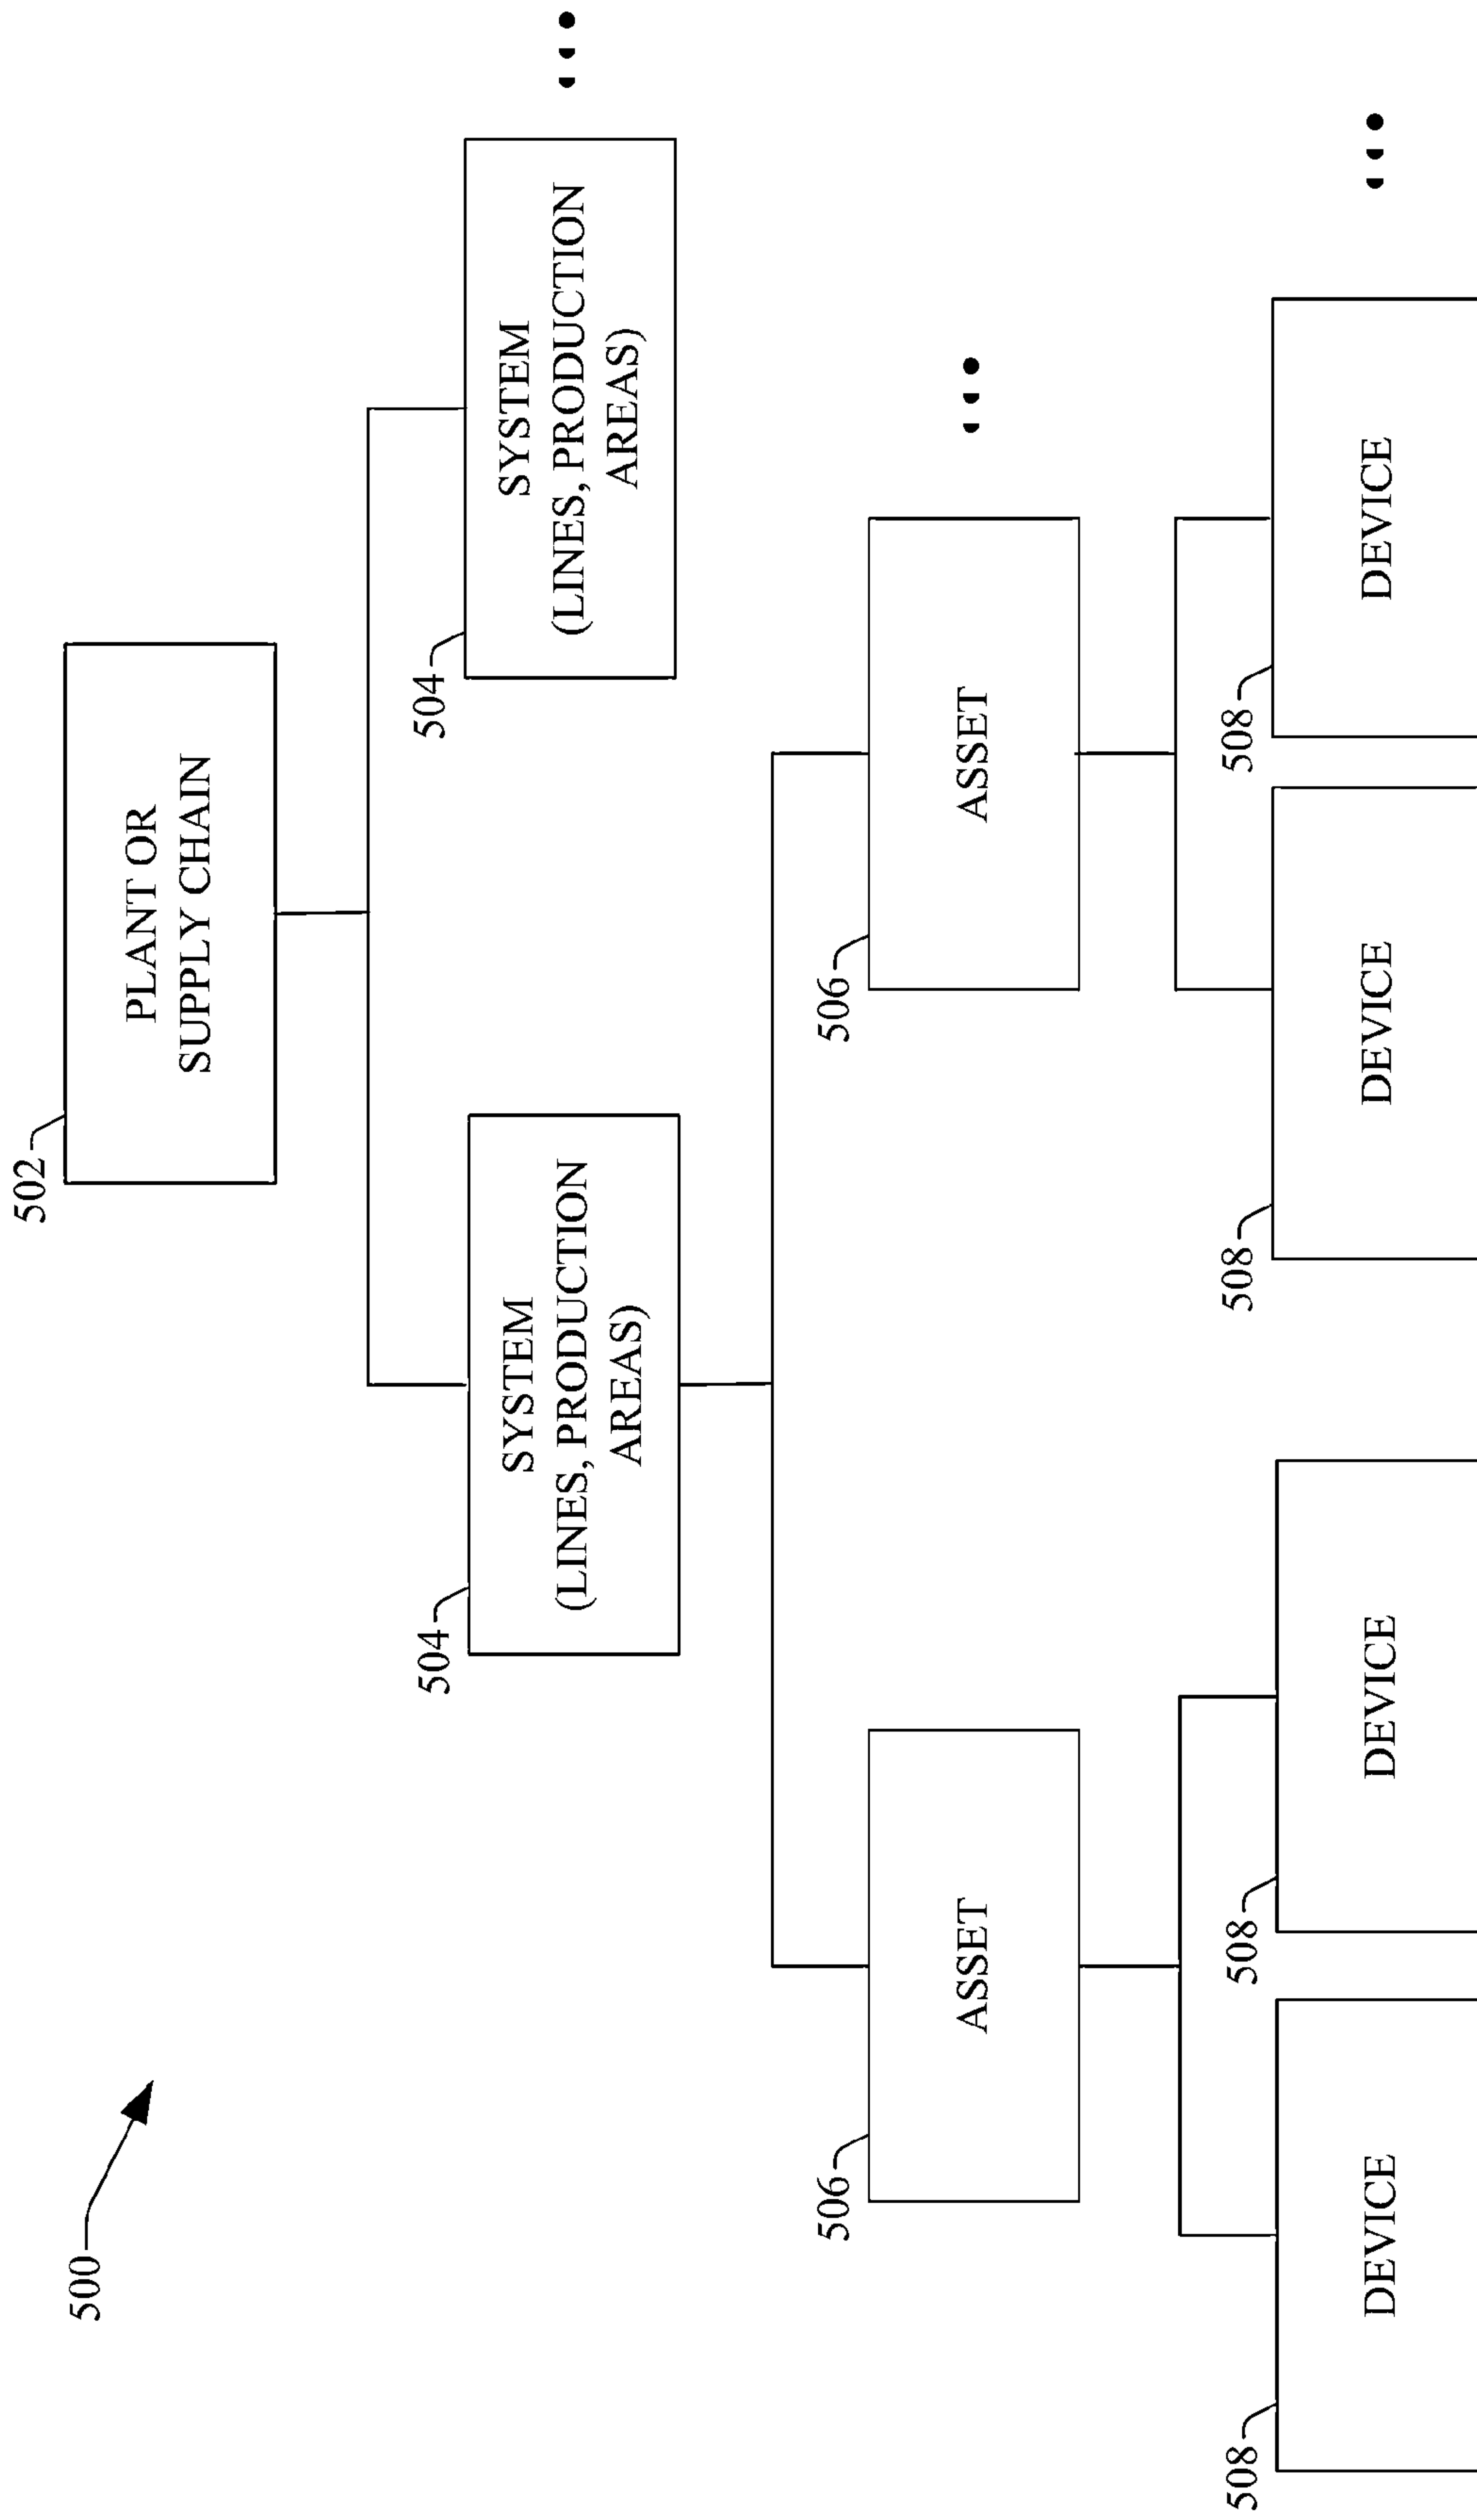 500
502
PLANT OR
SUPPLY CHAIN
504
SYSTEM
(LINES, PRODUCTION
AREAS)
504
SYSTEM
(LINES, PRODUCTION
AREAS)
506
ASSET
506
ASSET
508
DEVICE
508
DEVICE
508
DEVICE
508
DEVICE